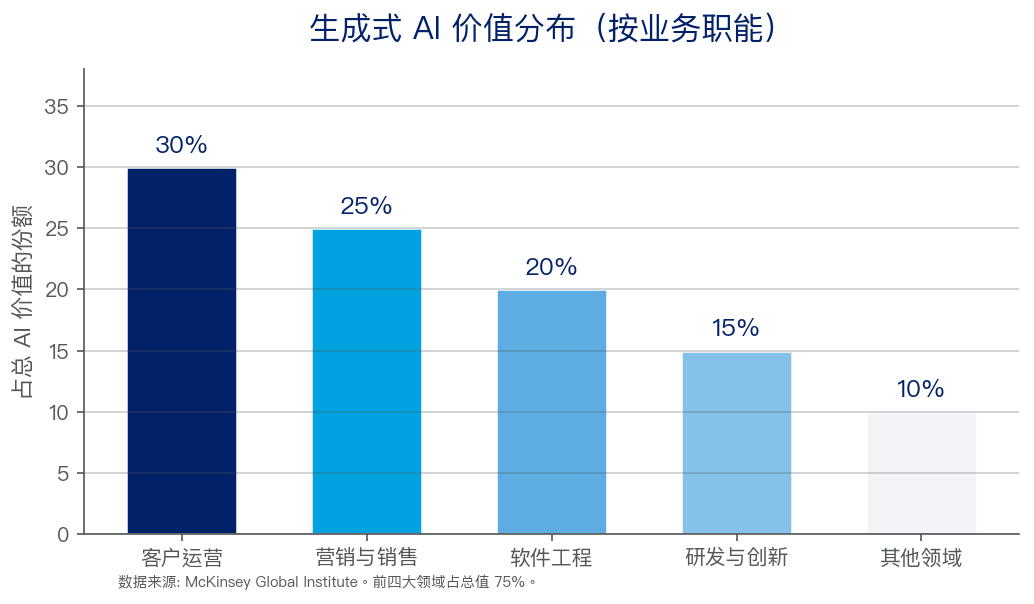 生成式 AI 价值分布（按业务职能）
占总 AI 价值的份额
35
30
25
20
15
10
5
0
30%
25%
20%
15%
10%
客户运营
营销与销售
软件工程
研发与创新
其他领域
数据来源: McKinsey Global Institute。前四大领域占总值 75%。